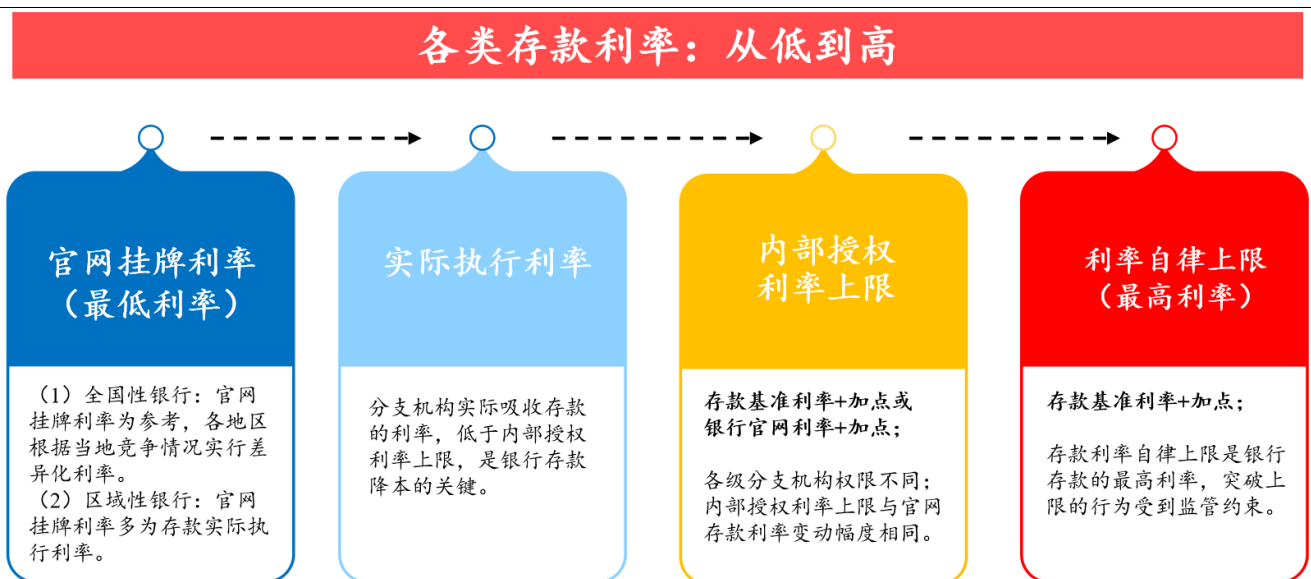 各类存款利率：从低到高
官网挂牌利率
（最低利率）
（1）全国性银行：官网
挂牌利率为参考，各地区
根据当地竞争情况实行差
异化利率。
（2）区域性银行：官网
挂牌利率多为存款实际执
行利率。
实际执行利率
分支机构实际吸收存款
的利率，低于内部授权
利率上限，是银行存款
降本的关键。
内部授权
利率上限
存款基准利率+加点或
银行官网利率+加点；
各级分支机构权限不同；
内部授权利率上限与官网
存款利率变动幅度相同。
利率自律上限
（最高利率）
存款基准利率+加点；
存款利率自律上限是银行
存款的最高利率，突破上
限的行为受到监管约束。